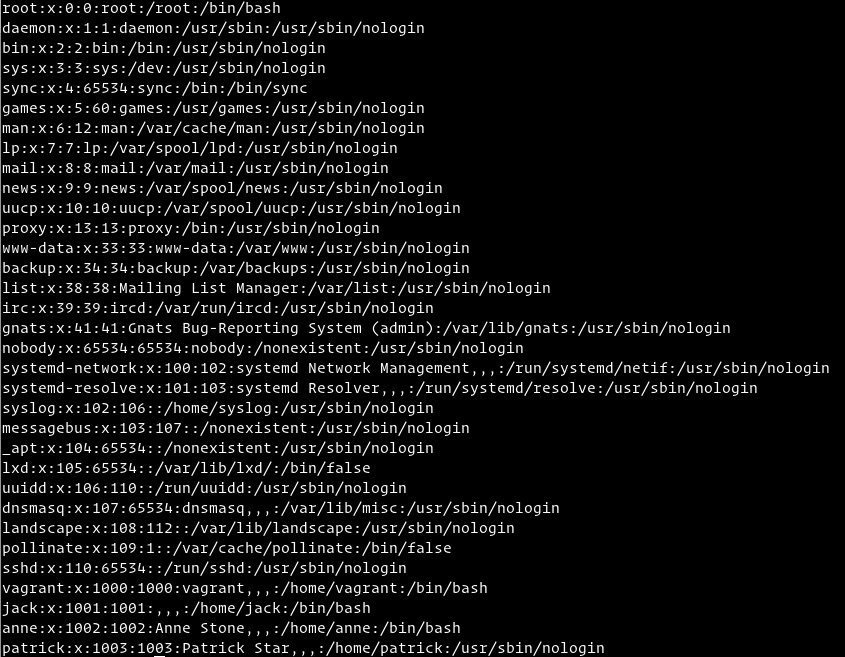 root:x:0:0:root:/root:/bin/bash
daemon:x:1:1:daemon:/usr/sbin:/usr/sbin/nologin
bin:x:2:2:bin:/bin:/usr/sbin/nologin
sys:x:3:3:sys:/dev:/usr/sbin/nologin
sync:x:4:65534:sync:/bin:/bin/sync
games:x:5:60:games:/usr/games:/usr/sbin/nologin
man:x:6:12:man:/var/cache/man:/usr/sbin/nologin
lp:x:7:7:lp:/var/spool/lpd:/usr/sbin/nologin
mail:x:8:8:mail:/var/mail:/usr/sbin/nologin
news:x:9:9:news:/var/spool/news:/usr/sbin/nologin
uucp:x:10:10:uucp:/var/spool/uucp:/usr/sbin/nologin
proxy:x:13:13:proxy:/bin:/usr/sbin/nologin
www-data:x:33:33:www-data:/var/www:/usr/sbin/nologin
backup:x:34:34:backup:/var/backups:/usr/sbin/nologin
list:x:38:38:Mailing List Manager:/var/list:/usr/sbin/nologin
irc:x:39:39:ircd:/var/run/ircd:/usr/sbin/nologin
gnats:x:41:41:Gnats Bug-Reporting System (admin):/var/lib/gnats:/usr/sbin/nologin
nobody:x:65534:65534:nobody:/nonexistent:/usr/sbin/nologin
systemd-network:x:100:102:systemd Network Management,,,:/run/systemd/netif:/usr/sbin/nologin
systemd-resolve:x:101:103:systemd Resolver,,,:/run/systemd/resolve:/usr/sbin/nologin
syslog:x:102:106::/home/syslog:/usr/sbin/nologin
messagebus:x:103:107::/nonexistent:/usr/sbin/nologin
_apt:x:104:65534::/nonexistent:/usr/sbin/nologin
lxd:x:105:65534::/var/lib/lxd/:/bin/false
uuidd:x:106:110::/run/uuidd:/usr/sbin/nologin
dnsmasq:x:107:65534:dnsmasq,,,:/var/lib/misc:/usr/sbin/nologin
landscape:x:108:112::/var/lib/landscape:/usr/sbin/nologin
pollinate:x:109:1::/var/cache/pollinate:/bin/false
sshd:x:110:65534::/run/sshd:/usr/sbin/nologin
vagrant:x:1000:1000:vagrant,,,:/home/vagrant:/bin/bash
jack:x:1001:1001:,,,:/home/jack:/bin/bash
anne:x:1002:1002:Anne Stone,,,:/home/anne:/bin/bash
patrick:x:1003:1003:Patrick Star,,,:/home/patrick:/usr/sbin/nologin